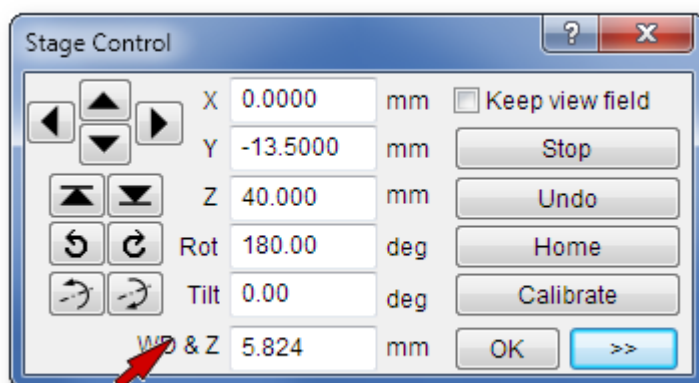 Stage Control ? X
X 0.0000 mm Keep view field
Y -13.5000 mm Stop
Z 40.000 mm Undo
Rot 180.00 deg Home
Tilt 0.00 deg Calibrate
WD & Z 5.824 mm OK >>